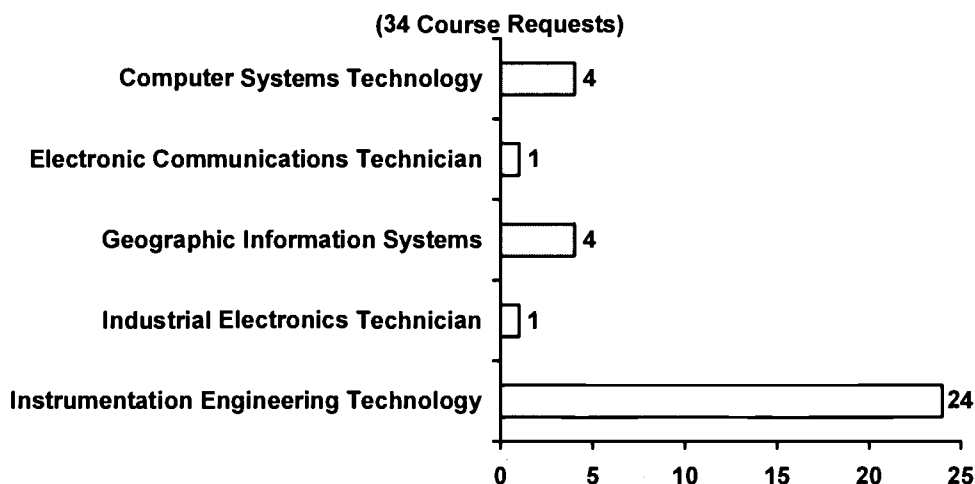 (34 Course Requests)
Computer Systems Technology 4
Electronic Communications Technician 1
Geographic Information Systems 4
Industrial Electronics Technician 1
Instrumentation Engineering Technology 24
0 5 10 15 20 25